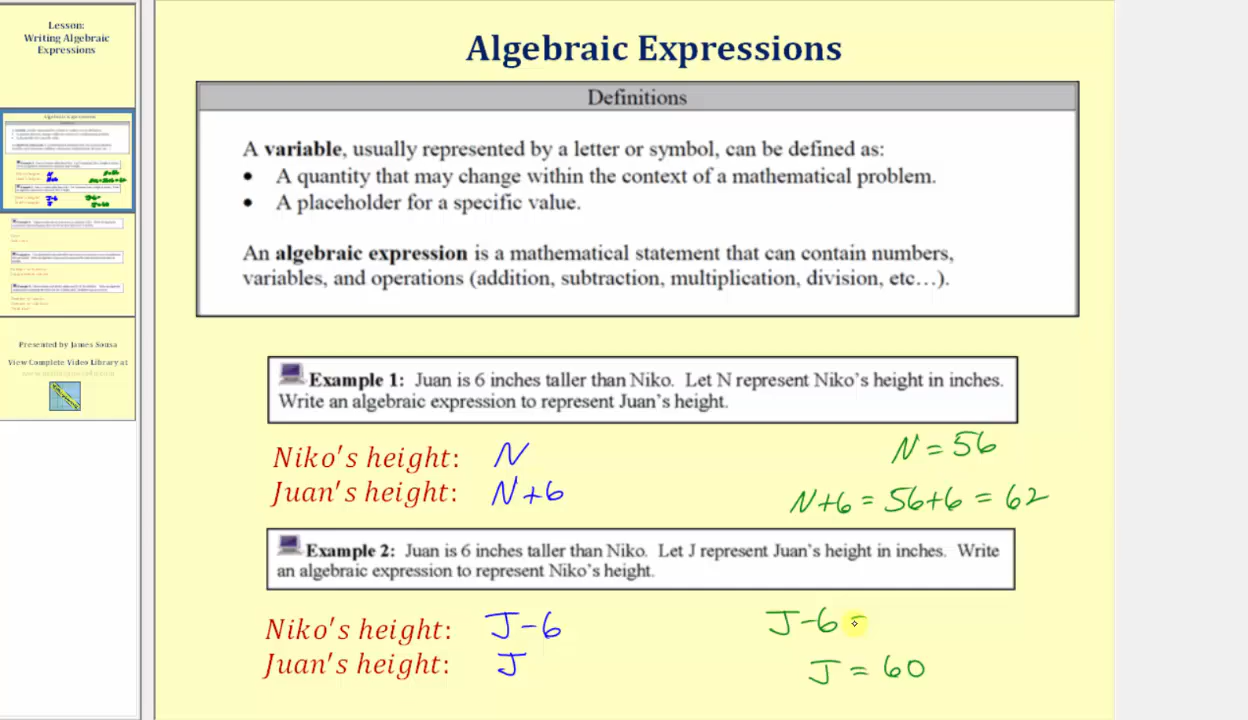 Lesson:
Writing Algebraic
Expressions
Presented by James Sousa
View Complete Video Library at
Algebraic Expressions
Definitions
A variable, usually represented by a letter or symbol, can be defined as:
• A quantity that may change within the context of a mathematical problem.
• A placeholder for a specific value.
An algebraic expression is a mathematical statement that can contain numbers,
variables, and operations (addition, subtraction, multiplication, division, etc…).
Example 1: Juan is 6 inches taller than Niko. Let N represent Niko's height in inches.
Write an algebraic expression to represent Juan's height.
Niko's height: N N = 56
Juan's height: N+6 N+6 = 56+6 = 62
Example 2: Juan is 6 inches taller than Niko. Let J represent Juan's height in inches. Write
an algebraic expression to represent Niko's height.
Niko's height: J-6 J-6 =
Juan's height: J J = 60